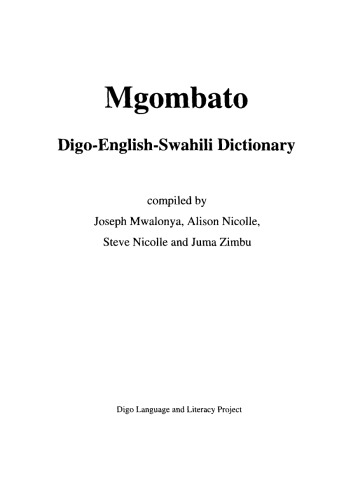 Mgombato
Digo-English-Swahili Dictionary
compiled by
Joseph Mwalonya, Alison Nicolle,
Steve Nicolle and Juma Zimbu
Digo Language and Literacy Project